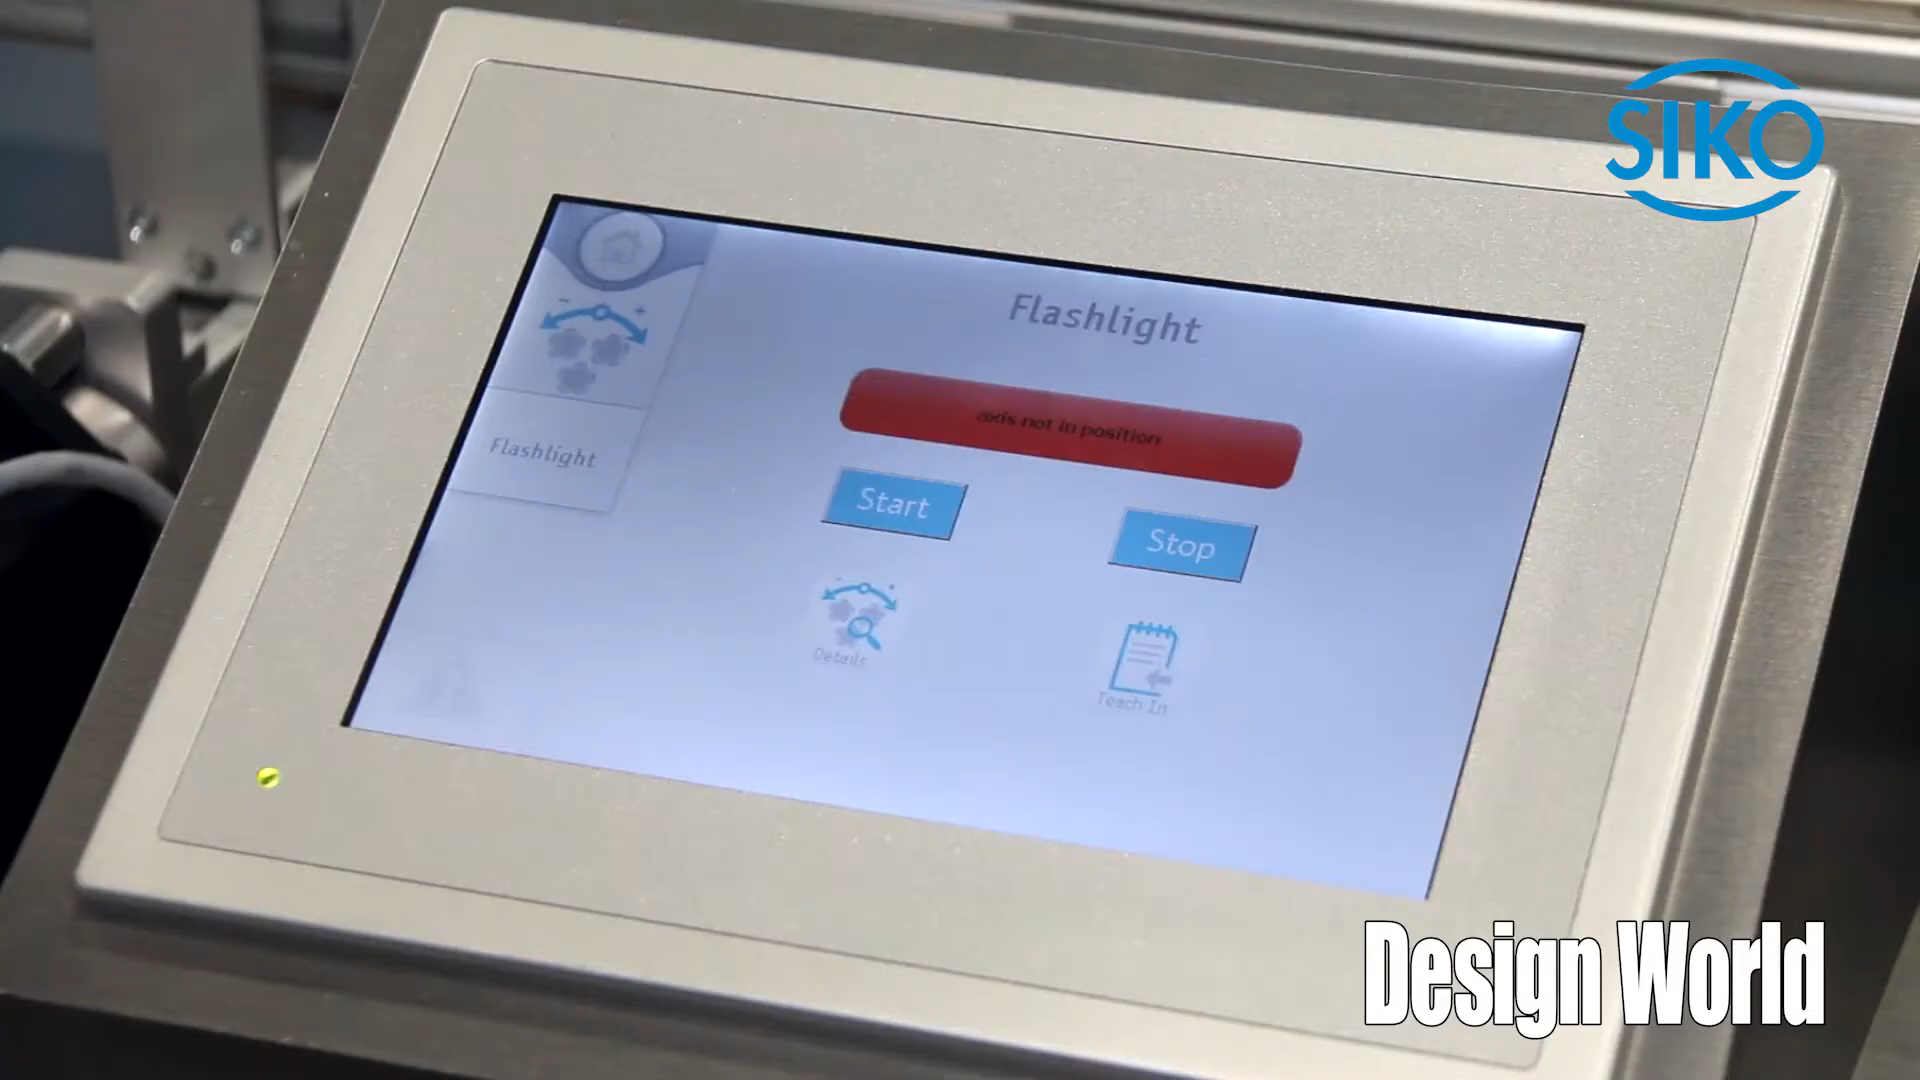 SIKO
Flashlight
axis not in position
Flashlight
Start
Stop
Details
Teach In
Design World